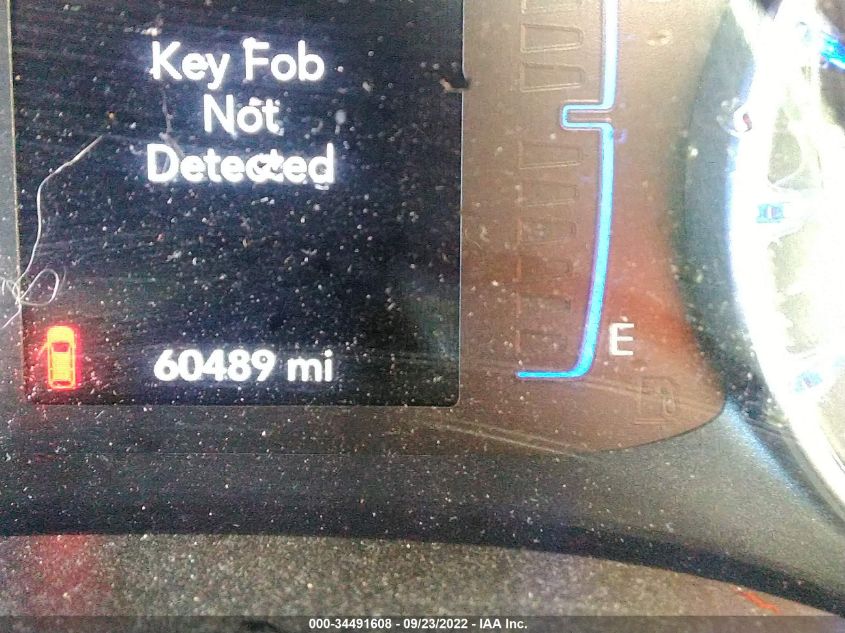 Key Fob
Not
Detected
60489 mi
E
000-34491608 - 09/23/2022 - IAA Inc.